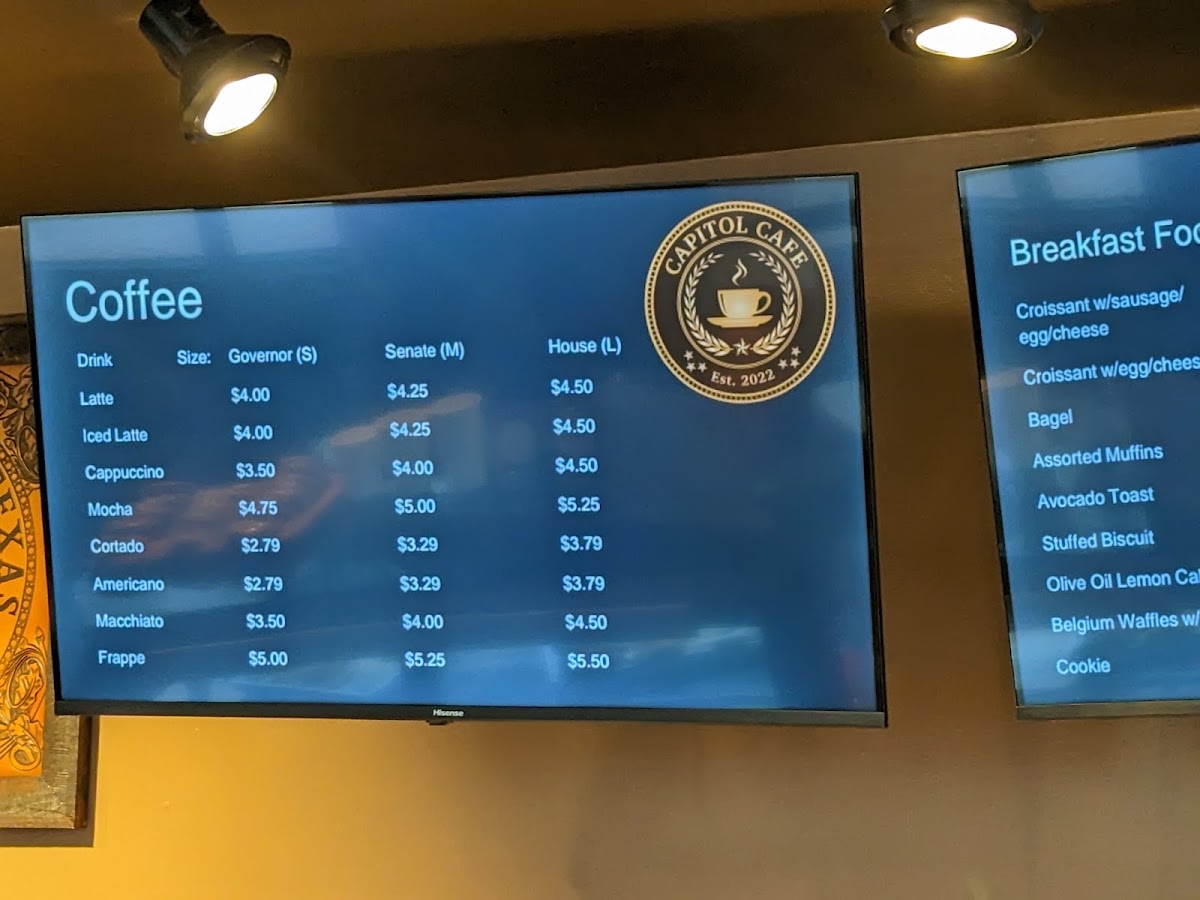 CAPITOL CAFE
Est. 2022
Coffee
Drink Size: Governor (S) Senate (M) House (L)
Latte $4.00 $4.25 $4.50
Iced Latte $4.00 $4.25 $4.50
Cappuccino $3.50 $4.00 $4.50
Mocha $4.75 $5.00 $5.25
Cortado $2.79 $3.29 $3.79
Americano $2.79 $3.29 $3.79
Macchiato $3.50 $4.00 $4.50
Frappe $5.00 $5.25 $5.50
Hisense
Breakfast
Croissant w/sausage/
egg/cheese
Croissant w/egg/chees
Bagel
Assorted Muffins
Avocado Toast
Stuffed Biscuit
Olive Oil Lemon
Belgium Waffles w/
Cookie
EXAS